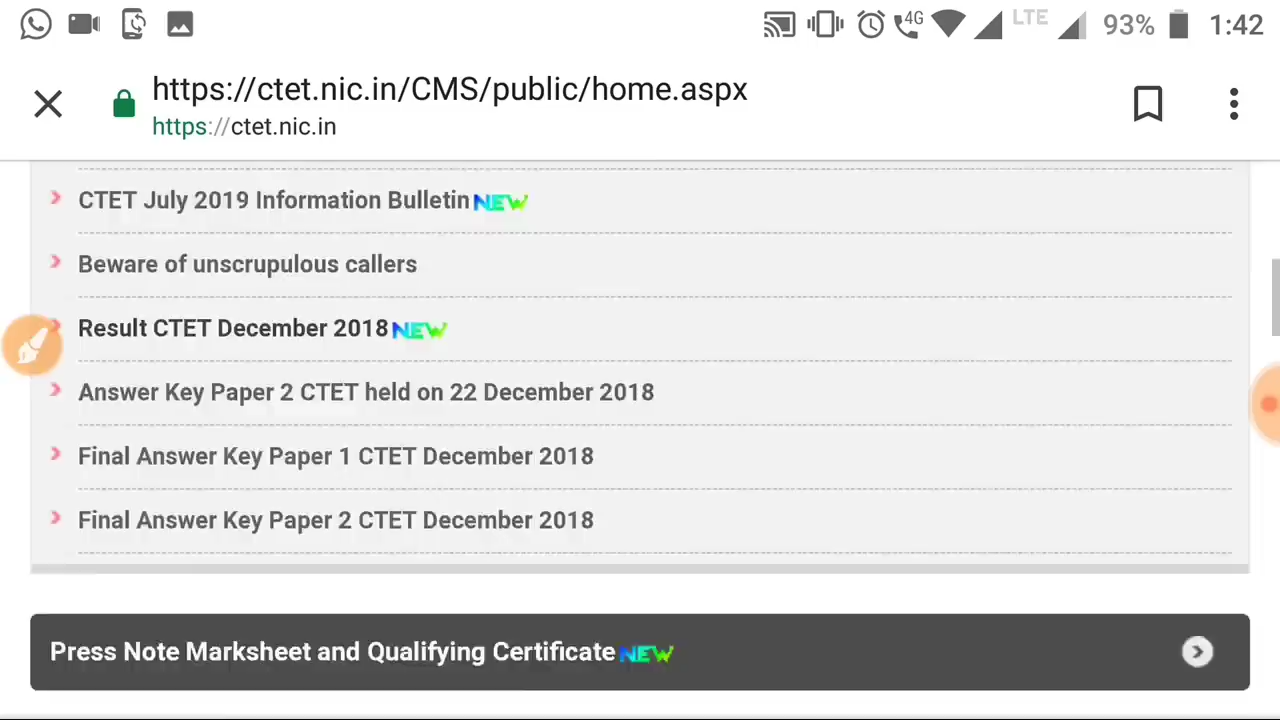 4G LTE 93% 1:42
https://ctet.nic.in/CMS/public/home.aspx
https://ctet.nic.in
CTET July 2019 Information Bulletin NEW
Beware of unscrupulous callers
Result CTET December 2018 NEW
Answer Key Paper 2 CTET held on 22 December 2018
Final Answer Key Paper 1 CTET December 2018
Final Answer Key Paper 2 CTET December 2018
Press Note Marksheet and Qualifying Certificate NEW